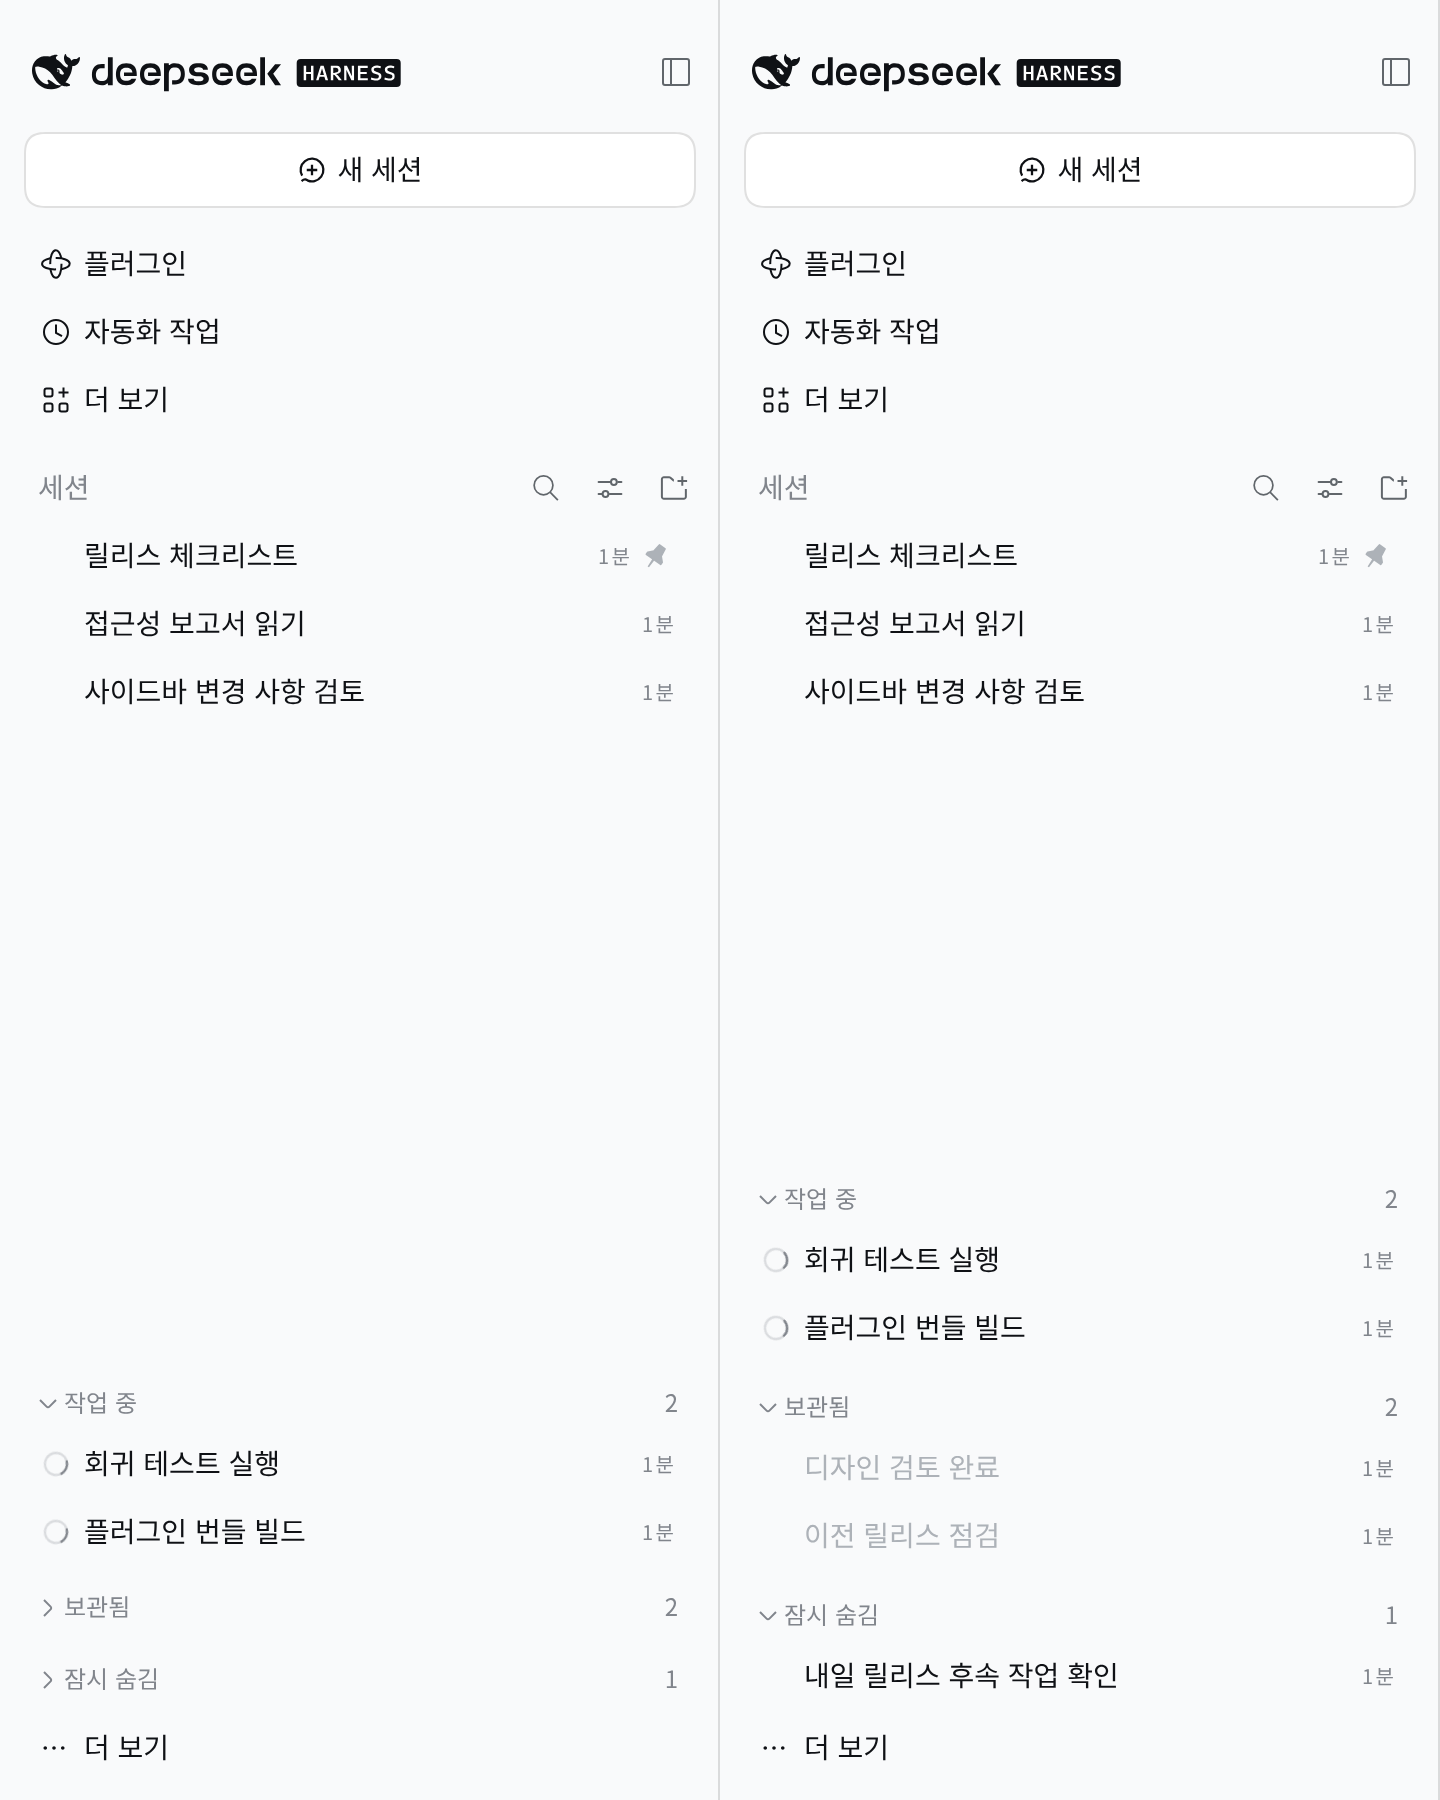 deepseek HARNESS
새 세션
플러그인
자동화 작업
더 보기
세션
릴리스 체크리스트 1분
접근성 보고서 읽기 1분
사이드바 변경 사항 검토 1분
작업 중 2
회귀 테스트 실행 1분
플러그인 번들 빌드 1분
보관됨 2
잠시 숨김 1
더 보기
deepseek HARNESS
새 세션
플러그인
자동화 작업
더 보기
세션
릴리스 체크리스트 1분
접근성 보고서 읽기 1분
사이드바 변경 사항 검토 1분
작업 중 2
회귀 테스트 실행 1분
플러그인 번들 빌드 1분
보관됨 2
디자인 검토 완료 1분
이전 릴리스 점검 1분
잠시 숨김 1
내일 릴리스 후속 작업 확인 1분
더 보기